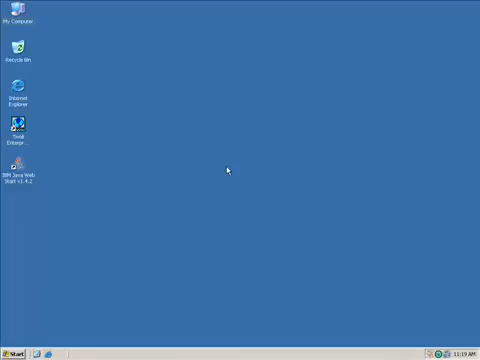 My Computer
Recycle Bin
Internet
Explorer
Tivoli
Enterpr...
IBM Java Web
Start v1.4.2
Start
11:19 AM